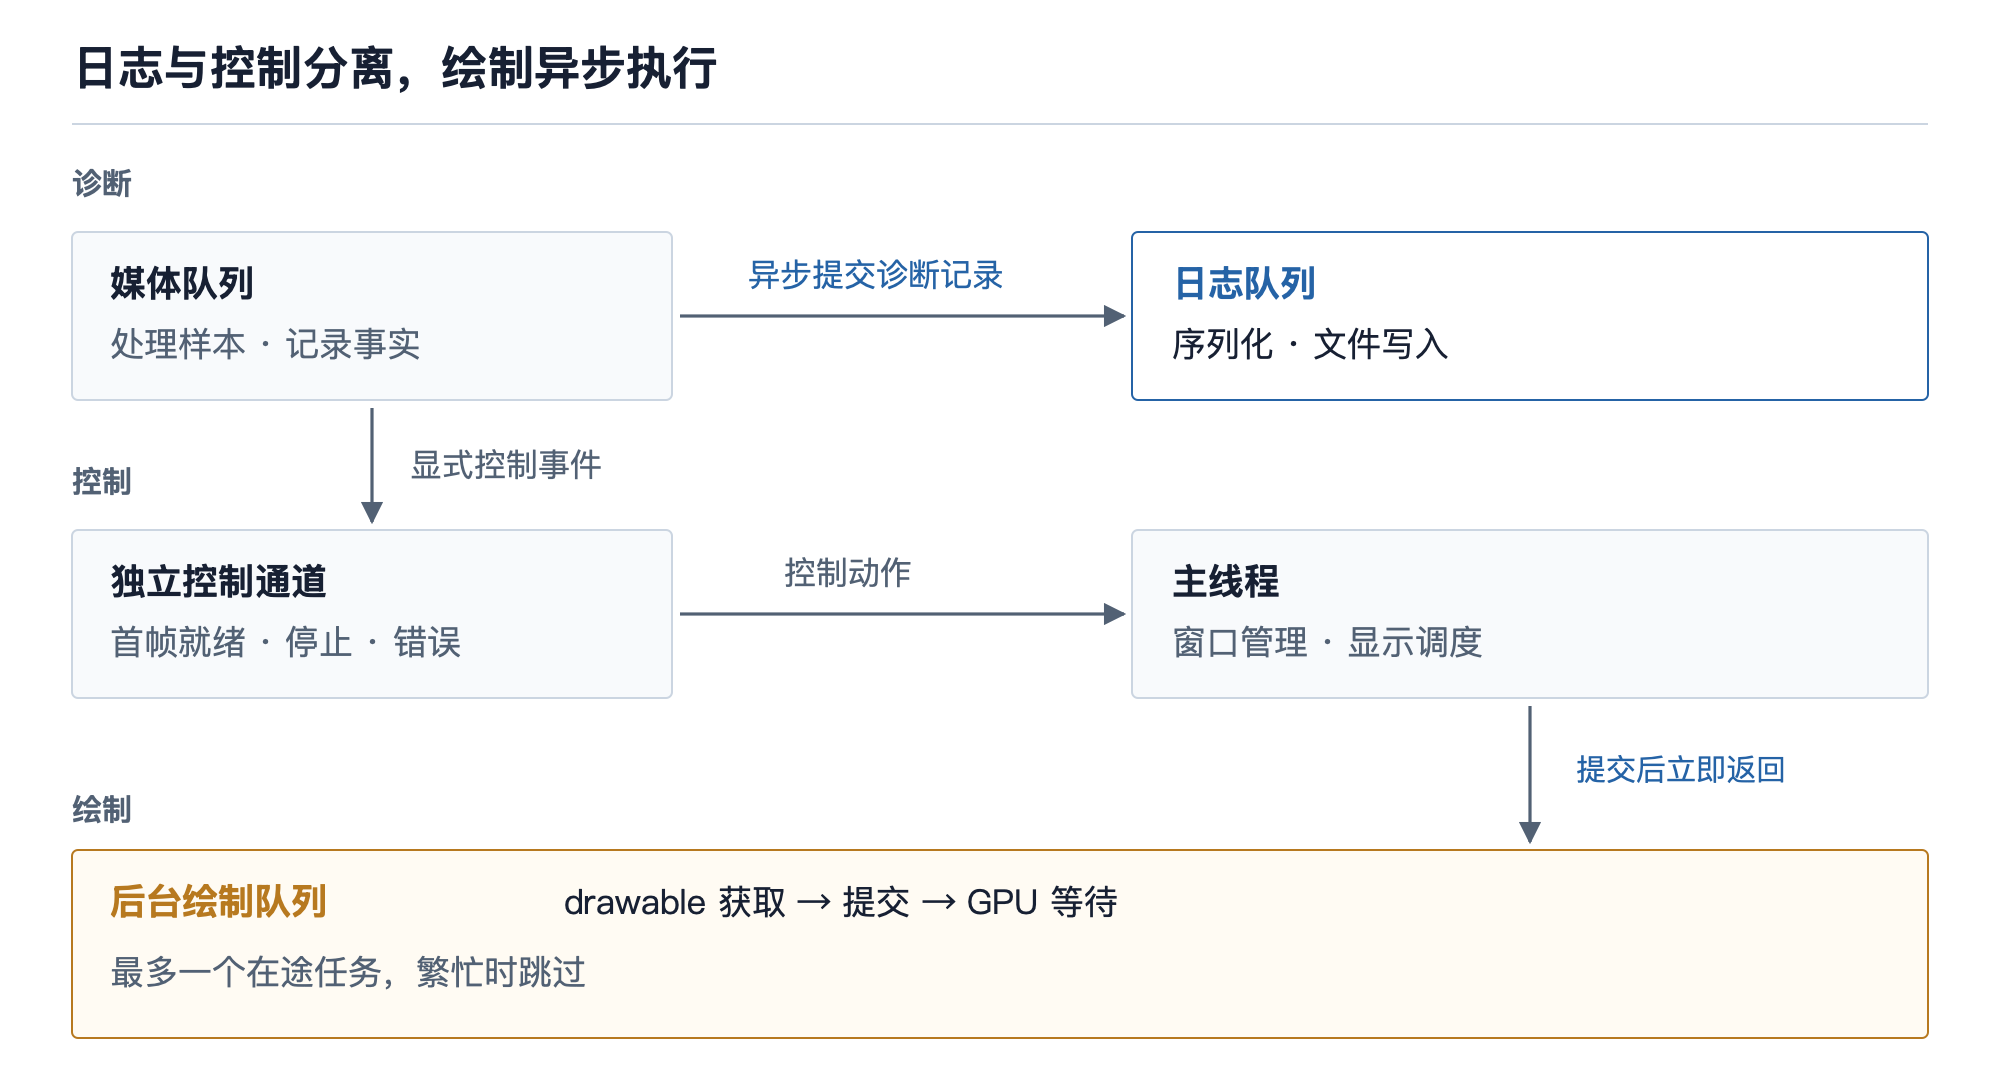 日志与控制分离，绘制异步执行
诊断
媒体队列
处理样本 · 记录事实
异步提交诊断记录
日志队列
序列化 · 文件写入
显式控制事件
控制
独立控制通道
首帧就绪 · 停止 · 错误
控制动作
主线程
窗口管理 · 显示调度
提交后立即返回
绘制
后台绘制队列
drawable 获取 → 提交 → GPU 等待
最多一个在途任务，繁忙时跳过